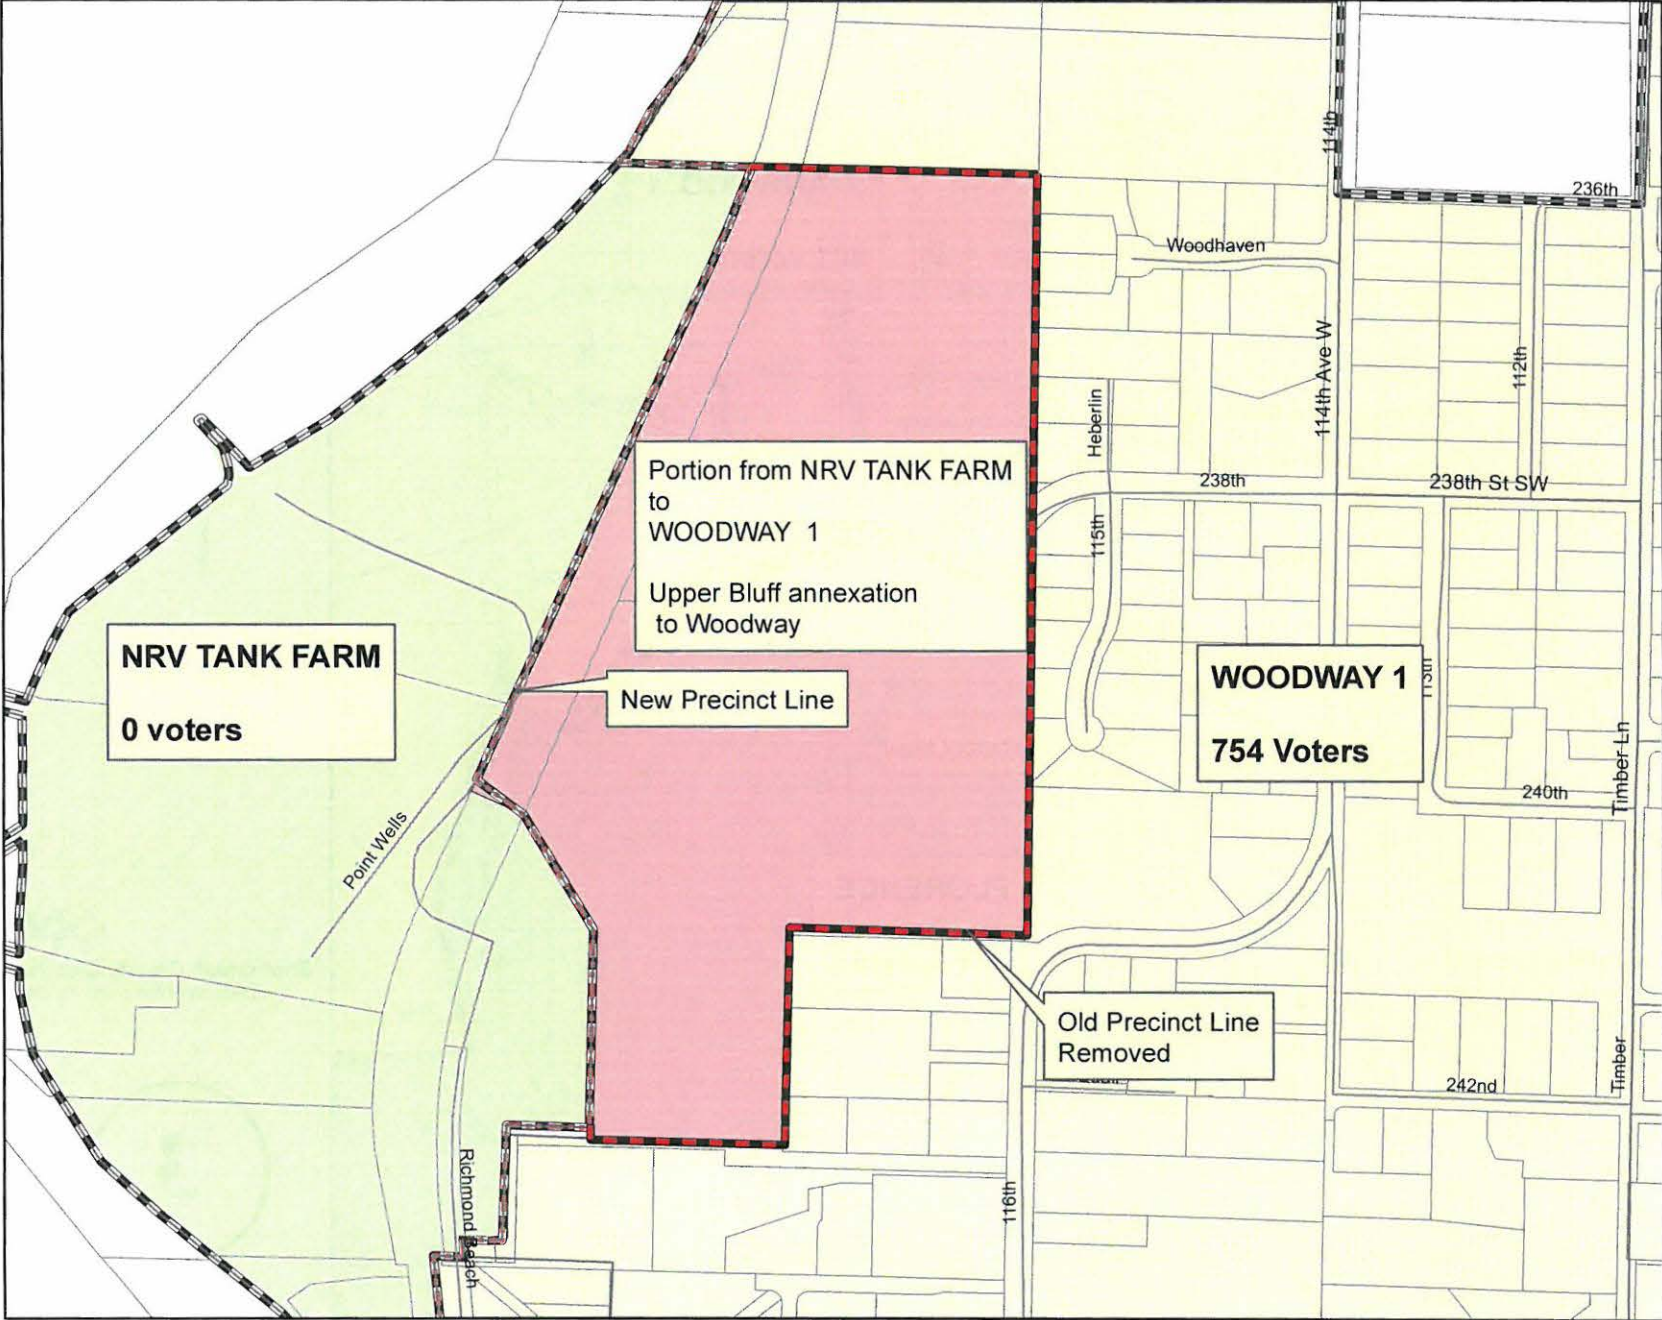 114th
236th
Woodhaven
114th Ave W
112th
Heberlin
Portion from NRV TANK FARM
to
WOODWAY 1
Upper Bluff annexation
to Woodway
238th
238th St SW
115th
NRV TANK FARM
0 voters
New Precinct Line
WOODWAY 1
754 Voters
113th
Timber Ln
240th
Point Wells
Old Precinct Line
Removed
242nd
Timber
Richmond Beach
116th